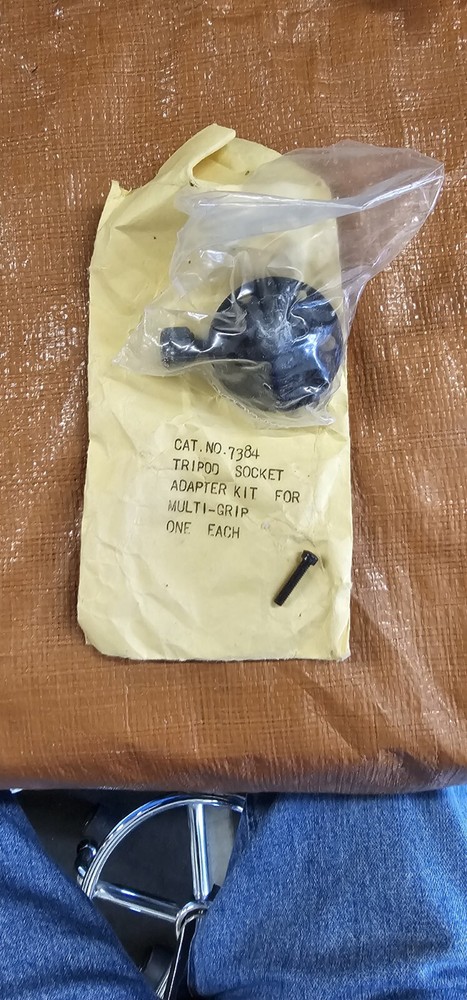 CAT.NO.7384
TRIPOD SOCKET
ADAPTER KIT FOR
MULTI-GRIP
ONE EACH